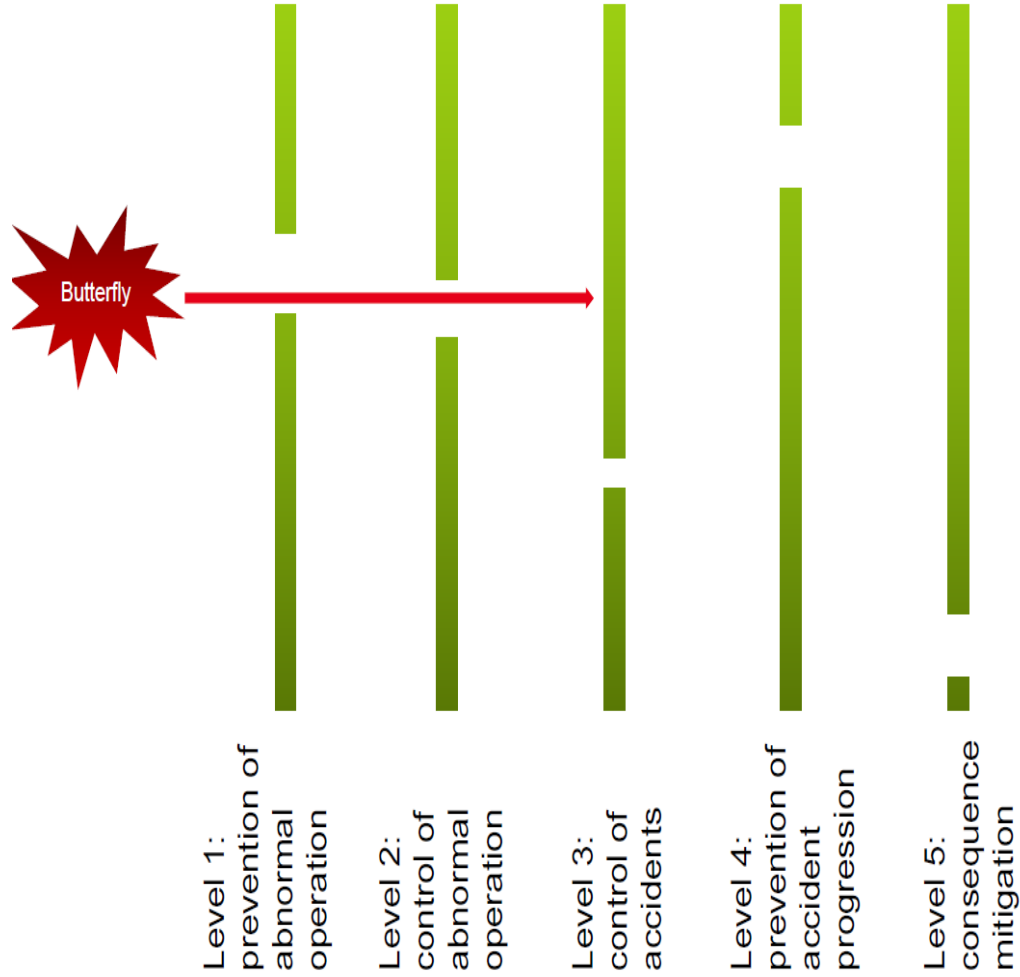 Butterfly
Level 1:
prevention of
abnormal
operation
Level 2:
control of
abnormal
operation
Level 3:
control of
accidents
Level 4:
prevention of
accident
progression
Level 5:
consequence
mitigation